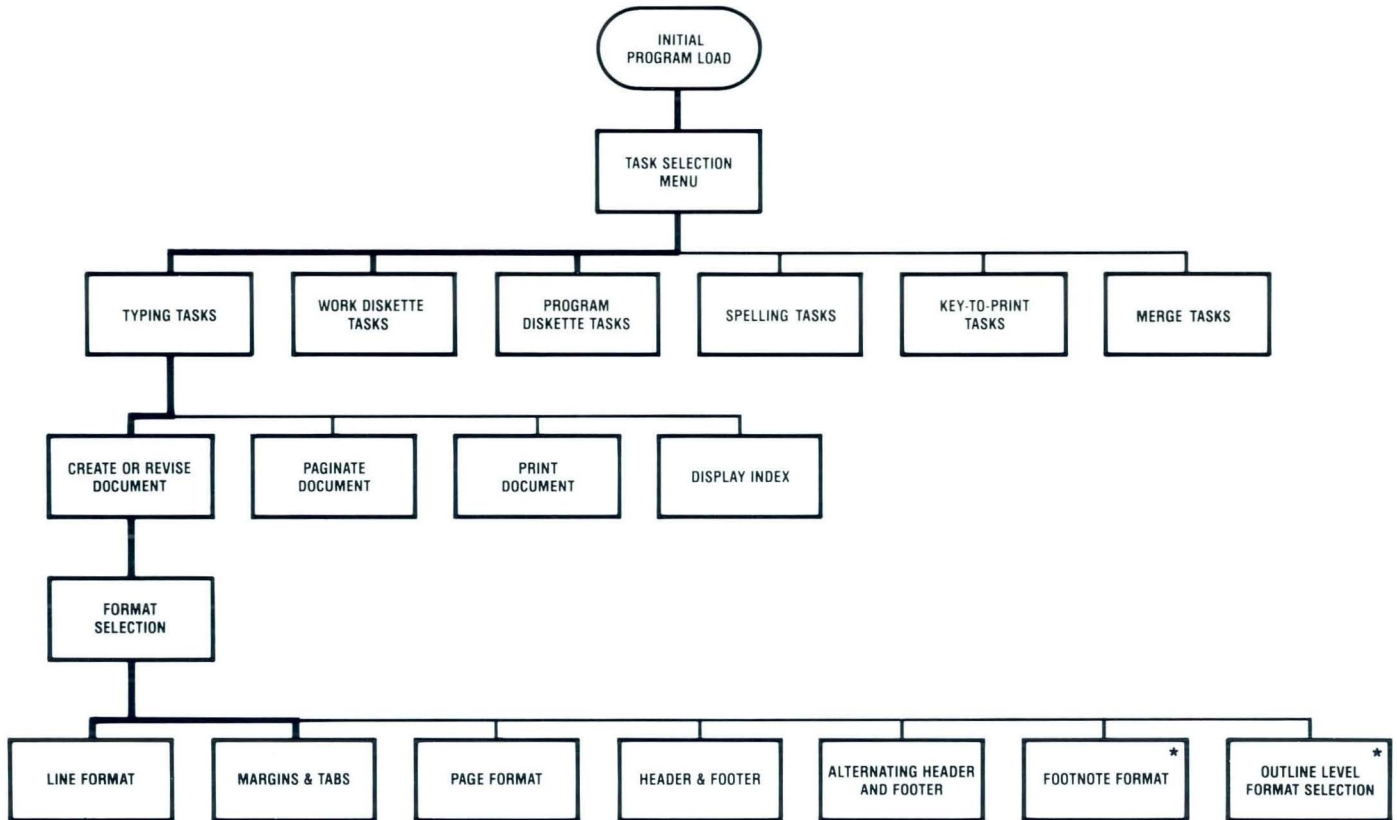 INITIAL
PROGRAM LOAD
TASK SELECTION
MENU
TYPING TASKS
WORK DISKETTE
TASKS
PROGRAM
DISKETTE TASKS
SPELLING TASKS
KEY-TO-PRINT
TASKS
MERGE TASKS
CREATE OR REVISE
DOCUMENT
PAGINATE
DOCUMENT
PRINT
DOCUMENT
DISPLAY INDEX
FORMAT
SELECTION
LINE FORMAT
MARGINS & TABS
PAGE FORMAT
HEADER & FOOTER
ALTERNATING HEADER
AND FOOTER
*
FOOTNOTE FORMAT
*
OUTLINE LEVEL
FORMAT SELECTION